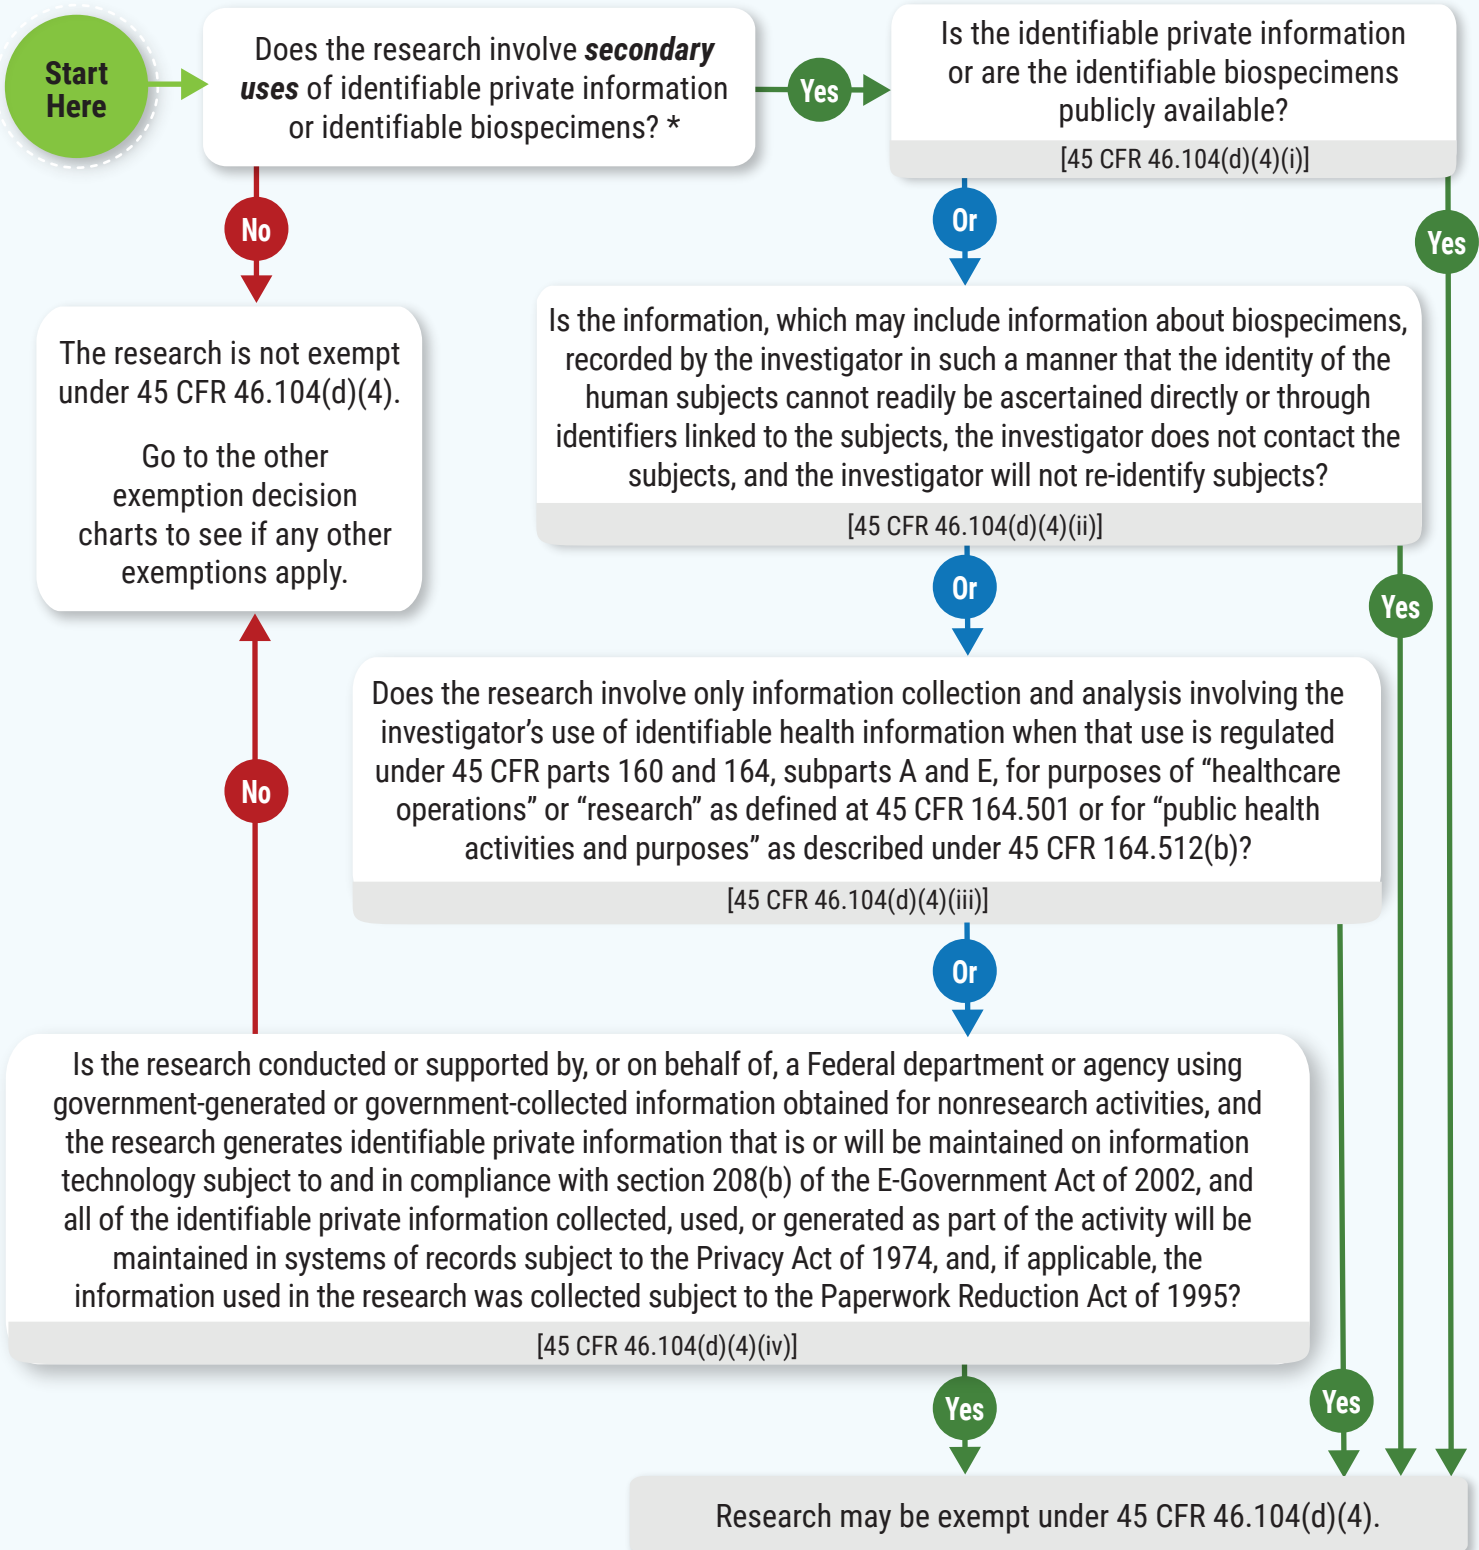 Start
Here
Does the research involve secondary
uses of identifiable private information
or identifiable biospecimens? *
Yes
Is the identifiable private information
or are the identifiable biospecimens
publicly available?
[45 CFR 46.104(d)(4)(i)]
No
Or
Yes
The research is not exempt
under 45 CFR 46.104(d)(4).
Go to the other
exemption decision
charts to see if any other
exemptions apply.
Is the information, which may include information about biospecimens,
recorded by the investigator in such a manner that the identity of the
human subjects cannot readily be ascertained directly or through
identifiers linked to the subjects, the investigator does not contact the
subjects, and the investigator will not re-identify subjects?
[45 CFR 46.104(d)(4)(ii)]
Or
Yes
Does the research involve only information collection and analysis involving the
investigator’s use of identifiable health information when that use is regulated
under 45 CFR parts 160 and 164, subparts A and E, for purposes of “healthcare
operations” or “research” as defined at 45 CFR 164.501 or for “public health
activities and purposes” as described under 45 CFR 164.512(b)?
[45 CFR 46.104(d)(4)(iii)]
No
Or
Is the research conducted or supported by, or on behalf of, a Federal department or agency using
government-generated or government-collected information obtained for nonresearch activities, and
the research generates identifiable private information that is or will be maintained on information
technology subject to and in compliance with section 208(b) of the E-Government Act of 2002, and
all of the identifiable private information collected, used, or generated as part of the activity will be
maintained in systems of records subject to the Privacy Act of 1974, and, if applicable, the
information used in the research was collected subject to the Paperwork Reduction Act of 1995?
[45 CFR 46.104(d)(4)(iv)]
Yes
Yes
Research may be exempt under 45 CFR 46.104(d)(4).